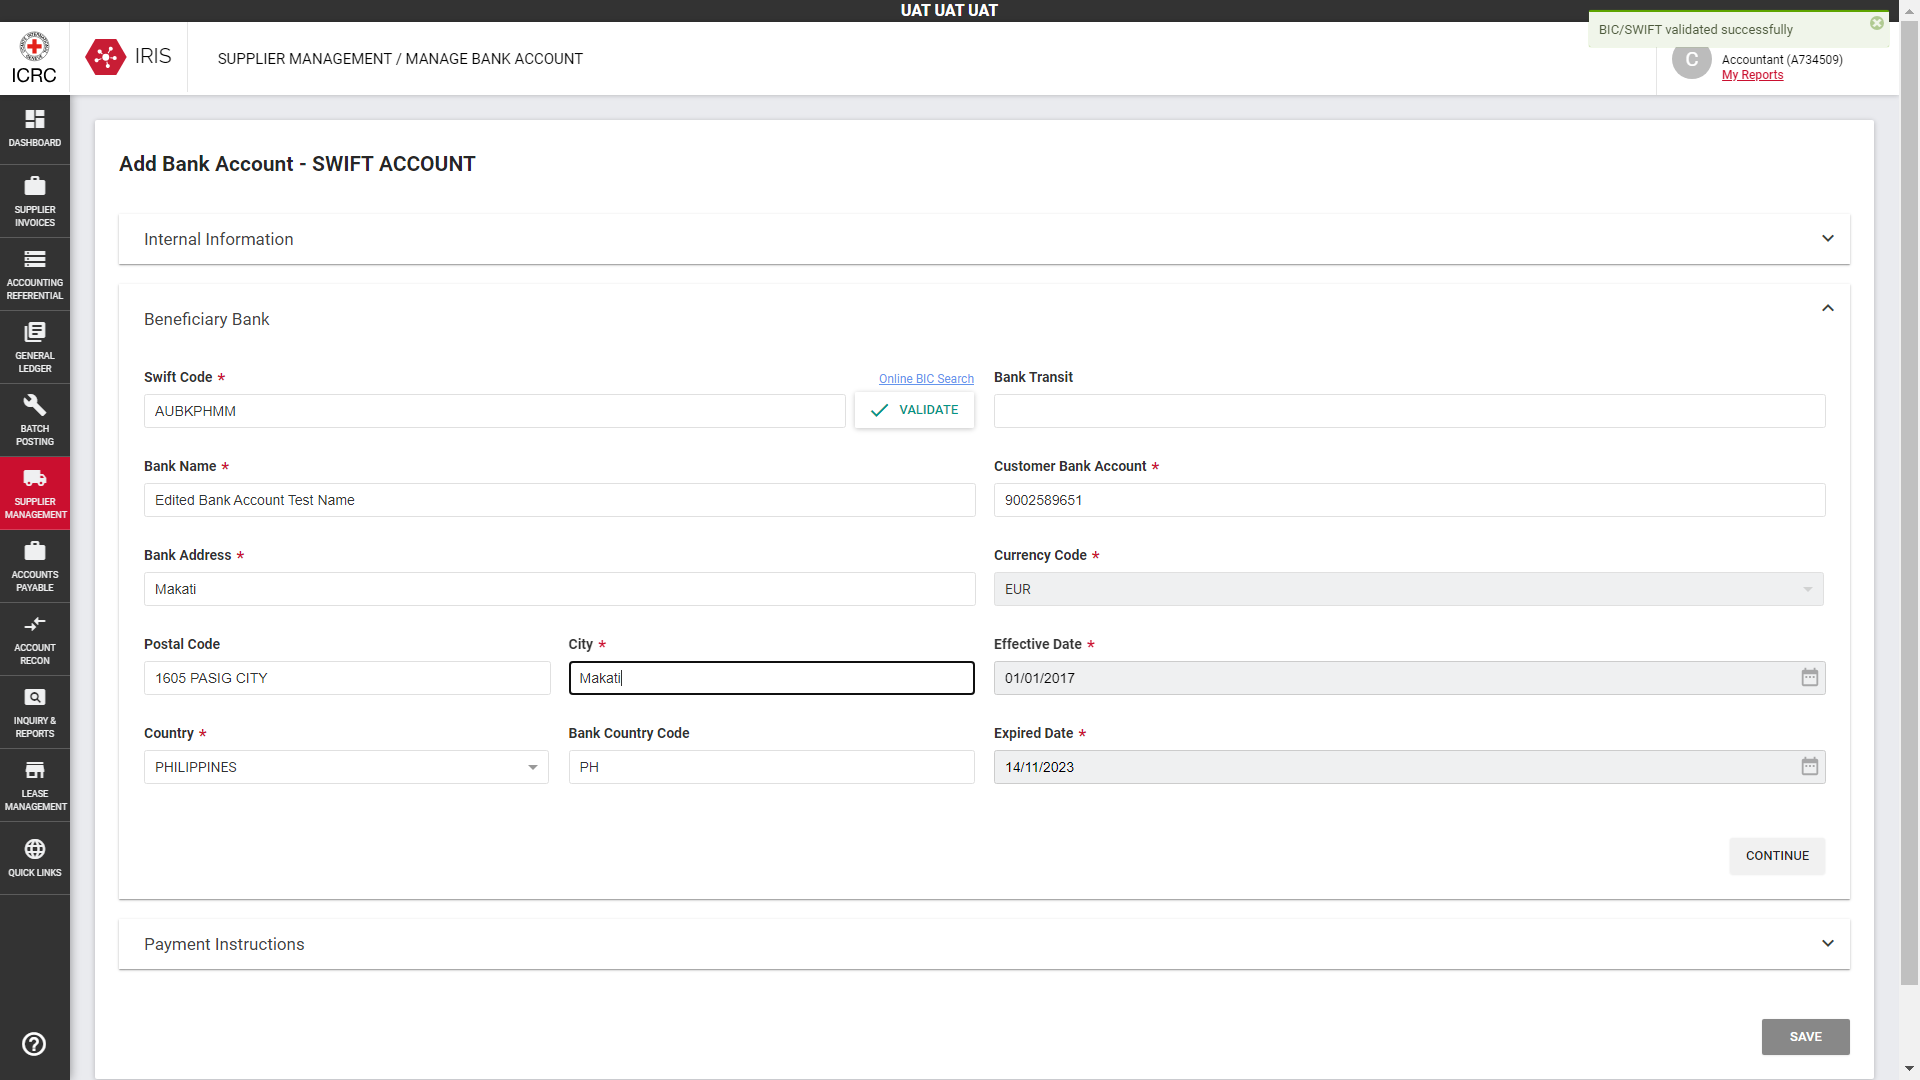 UAT UAT UAT
BIC/SWIFT validated successfully
ICRC
IRIS
SUPPLIER MANAGEMENT / MANAGE BANK ACCOUNT
C
Accountant (A734509)
My Reports
DASHBOARD
SUPPLIER
INVOICES
ACCOUNTING
REFERENTIAL
GENERAL
LEDGER
BATCH
POSTING
SUPPLIER
MANAGEMENT
ACCOUNTS
PAYABLE
ACCOUNT
RECON
INQUIRY &
REPORTS
LEASE
MANAGEMENT
QUICK LINKS
Add Bank Account - SWIFT ACCOUNT
Internal Information
Beneficiary Bank
Swift Code *
Online BIC Search
Bank Transit
AUBKPHMM
VALIDATE
Bank Name *
Customer Bank Account *
Edited Bank Account Test Name
9002589651
Bank Address *
Currency Code *
Makati
EUR
Postal Code
City *
Effective Date *
1605 PASIG CITY
Makati
01/01/2017
Country *
Bank Country Code
Expired Date *
PHILIPPINES
PH
14/11/2023
CONTINUE
Payment Instructions
SAVE